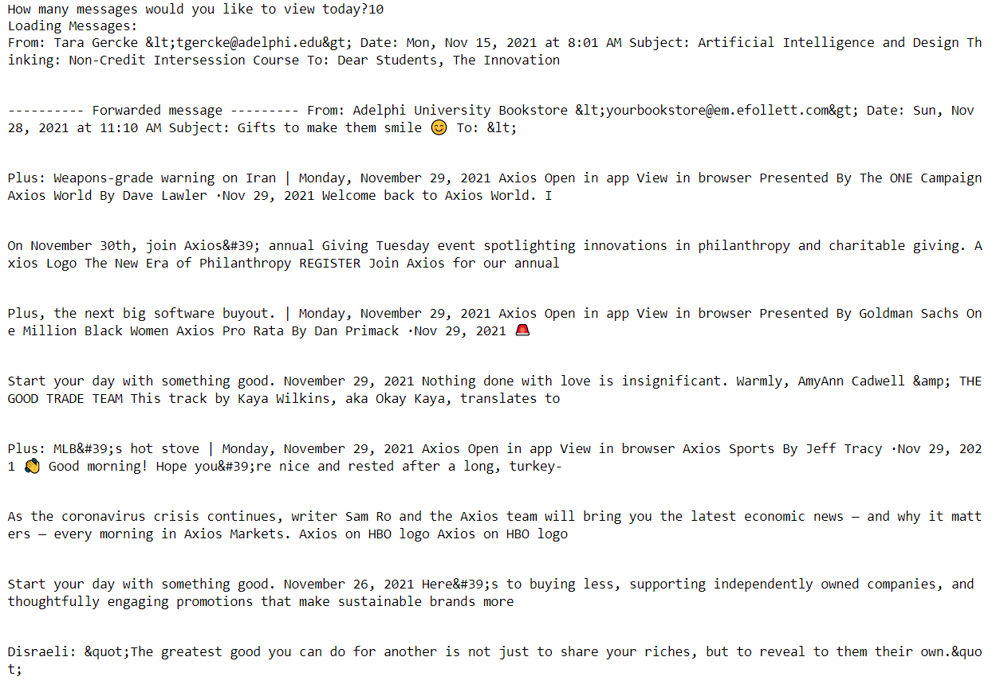 How many messages would you like to view today?10
Loading Messages:
From: Tara Gercke &lt;tgercke@adelphi.edu&gt; Date: Mon, Nov 15, 2021 at 8:01 AM Subject: Artificial Intelligence and Design Th
inking: Non-Credit Intersession Course To: Dear Students, The Innovation
---------- Forwarded message --------- From: Adelphi University Bookstore &lt;yourbookstore@em.efollett.com&gt; Date: Sun, Nov
28, 2021 at 11:10 AM Subject: Gifts to make them smile 😊 To: &lt;
Plus: Weapons-grade warning on Iran | Monday, November 29, 2021 Axios Open in app View in browser Presented By The ONE Campaign
Axios World By Dave Lawler ·Nov 29, 2021 Welcome back to Axios World. I
On November 30th, join Axios&#39; annual Giving Tuesday event spotlighting innovations in philanthropy and charitable giving. A
xios Logo The New Era of Philanthropy REGISTER Join Axios for our annual
Plus, the next big software buyout. | Monday, November 29, 2021 Axios Open in app View in browser Presented By Goldman Sachs On
e Million Black Women Axios Pro Rata By Dan Primack ·Nov 29, 2021 🚨
Start your day with something good. November 29, 2021 Nothing done with love is insignificant. Warmly, AmyAnn Cadwell &amp; THE
GOOD TRADE TEAM This track by Kaya Wilkins, aka Okay Kaya, translates to
Plus: MLB&#39;s hot stove | Monday, November 29, 2021 Axios Open in app View in browser Axios Sports By Jeff Tracy ·Nov 29, 202
1 👏 Good morning! Hope you&#39;re nice and rested after a long, turkey-
As the coronavirus crisis continues, writer Sam Ro and the Axios team will bring you the latest economic news — and why it matt
ers — every morning in Axios Markets. Axios on HBO logo Axios on HBO logo
Start your day with something good. November 26, 2021 Here&#39;s to buying less, supporting independently owned companies, and
thoughtfully engaging promotions that make sustainable brands more
Disraeli: &quot;The greatest good you can do for another is not just to share your riches, but to reveal to them their own.&quo
t;